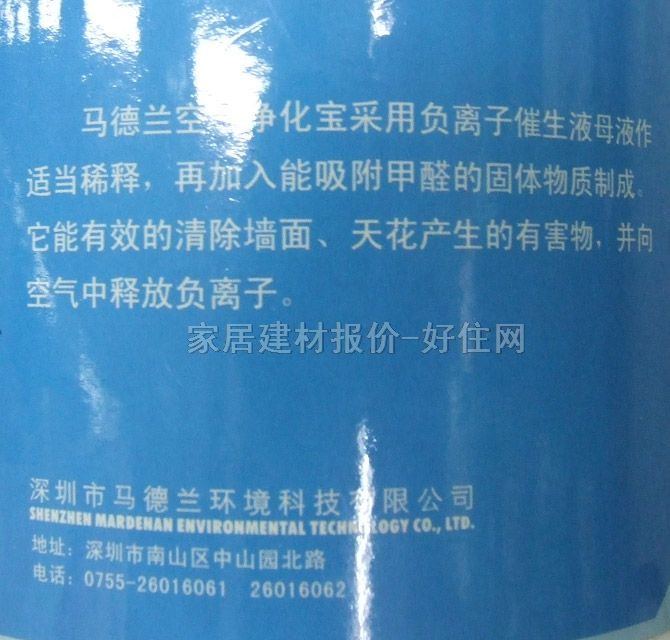 马德兰空气净化宝采用负离子催生液母液作
适当稀释，再加入能吸附甲醛的固体物质制成。
它能有效的清除墙面、天花产生的有害物，并向
空气中释放负离子。
家居建材报价-好住网
深圳市马德兰环境科技有限公司
SHENZHEN MARDENAN ENVIRONMENTAL TECHNOLOGY CO., LTD.
地址：深圳市南山区中山园北路
电话：0755-26016061 26016062